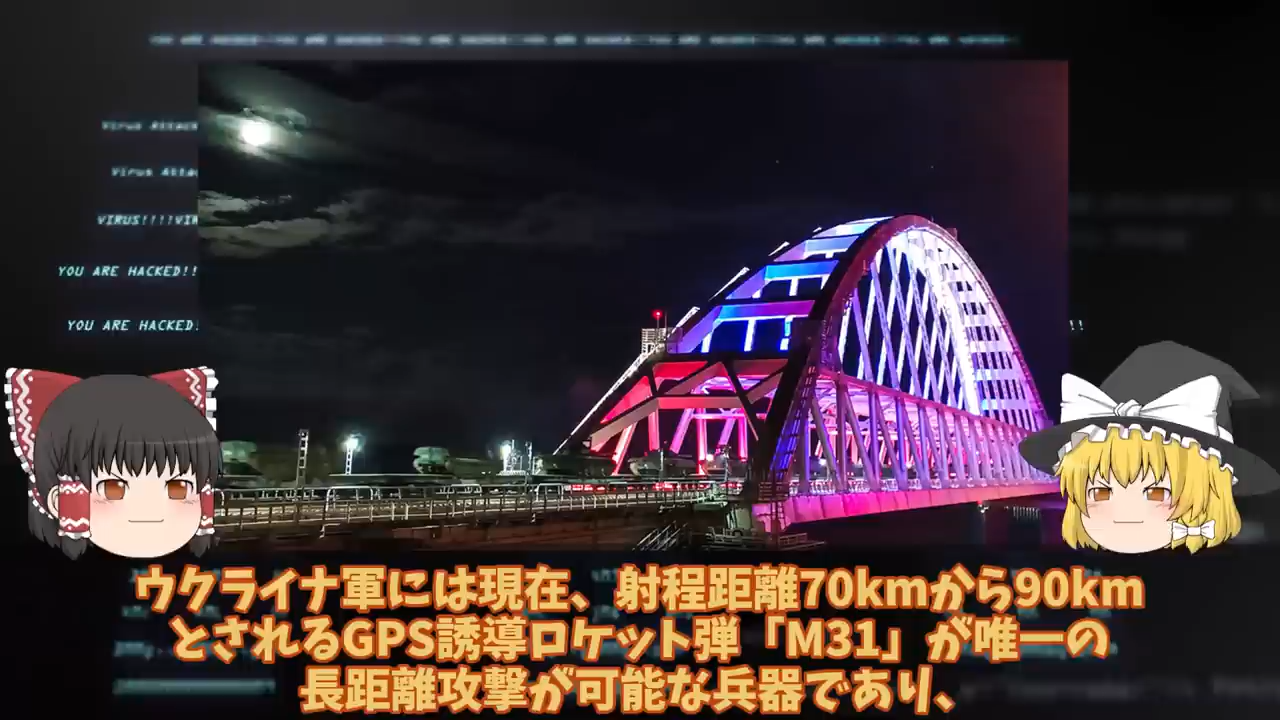 Virus Attack
Virus Atta
VIRUS!!!!VIR
YOU ARE HACKED!!
YOU ARE HACKED!
!!
ウクライナ軍には現在、射程距離70kmから90km
とされるGPS誘導ロケット弾「M31」が唯一の
長距離攻撃が可能な兵器であり、